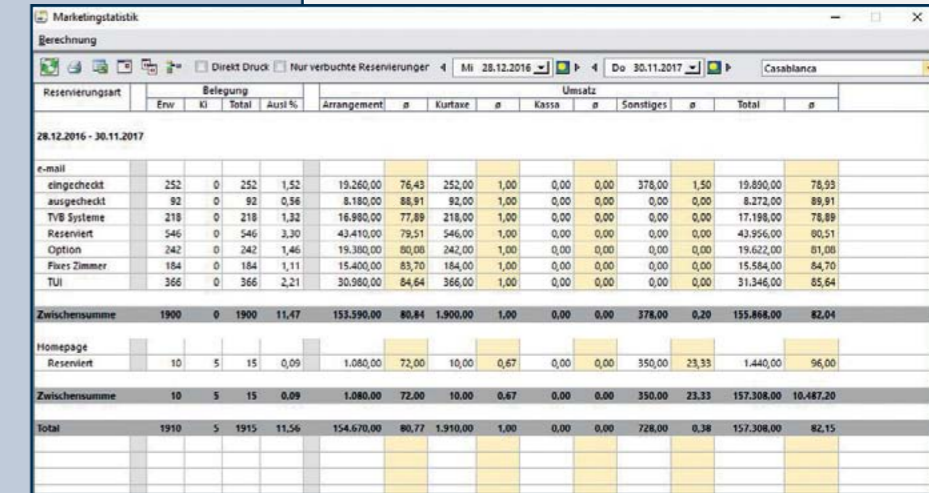 Marketingstatistik
Berechnung
Direkt Druck Nur verbuchte Reservierungen Mi 28.12.2016 Do 30.11.2017 Casablanca
Reservierungsart Belegung Umsatz
Erw Ki Total Ausl % Arrangement ø Kurtaxe ø Kassa ø Sonstiges ø Total ø
28.12.2016 - 30.11.2017
e-mail
eingecheckt 252 0 252 1,52 19.260,00 76,43 252,00 1,00 0,00 0,00 378,00 1,50 19.890,00 78,93
ausgecheckt 92 0 92 0,56 8.180,00 88,91 92,00 1,00 0,00 0,00 0,00 0,00 8.272,00 89,91
TVB Systeme 218 0 218 1,32 16.980,00 77,89 218,00 1,00 0,00 0,00 0,00 0,00 17.198,00 78,89
Reserviert 546 0 546 3,30 43.410,00 79,51 546,00 1,00 0,00 0,00 0,00 0,00 43.956,00 80,51
Option 242 0 242 1,46 19.380,00 80,08 242,00 1,00 0,00 0,00 0,00 0,00 19.622,00 81,08
Fixes Zimmer 184 0 184 1,11 15.400,00 83,70 184,00 1,00 0,00 0,00 0,00 0,00 15.584,00 84,70
TUI 366 0 366 2,21 30.980,00 84,64 366,00 1,00 0,00 0,00 0,00 0,00 31.346,00 85,64
Zwischensumme 1900 0 1900 11,47 153.590,00 80,84 1.900,00 1,00 0,00 0,00 378,00 0,20 155.868,00 82,04
Homepage
Reserviert 10 5 15 0,09 1.080,00 72,00 10,00 0,67 0,00 0,00 350,00 23,33 1.440,00 96,00
Zwischensumme 10 5 15 0,09 1.080,00 72,00 10,00 0,67 0,00 0,00 350,00 23,33 157.308,00 10.487,20
Total 1910 5 1915 11,56 154.670,00 80,77 1.910,00 1,00 0,00 0,00 728,00 0,38 157.308,00 82,15